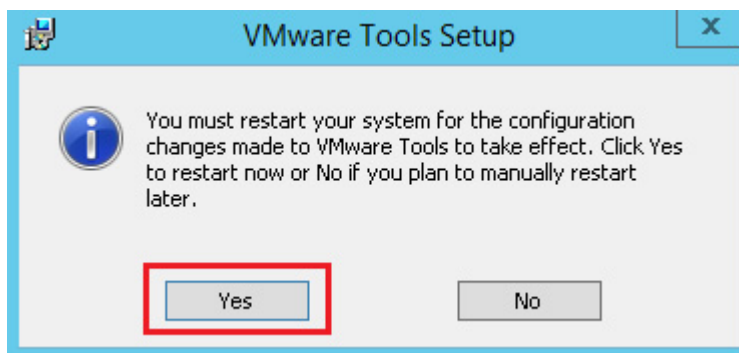 VMware Tools Setup
x
You must restart your system for the configuration
changes made to VMware Tools to take effect. Click Yes
to restart now or No if you plan to manually restart
later.
Yes
No